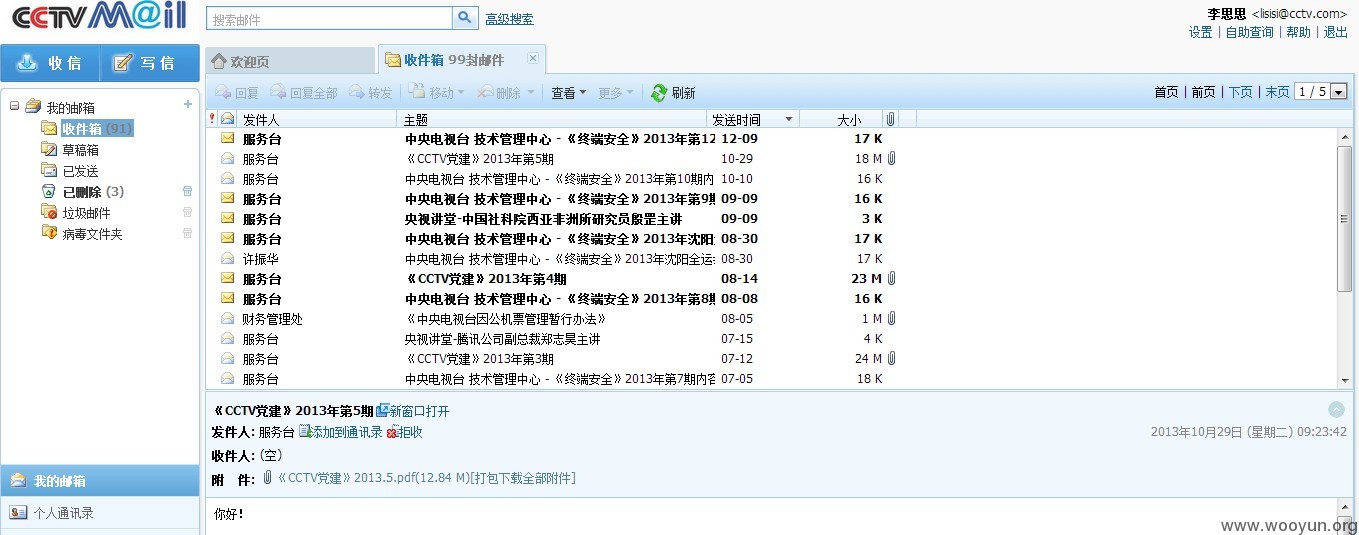 CCTV M@il
搜索邮件
高级搜索
李思思 <lisisi@cctv.com>
设置 | 自助查询 | 帮助 | 退出
收信
写信
欢迎页
收件箱 99封邮件
回复 回复全部 转发 移动 删除 查看 更多 刷新
首页 | 前页 | 下页 | 末页 1 / 5
我的邮箱
收件箱 (91)
草稿箱
已发送
已删除 (3)
垃圾邮件
病毒文件夹
我的邮箱
个人通讯录
! 发件人 主题 发送时间 大小
服务台 中央电视台 技术管理中心 - 《终端安全》2013年第12 12-09 17 K
服务台 《CCTV党建》2013年第5期 10-29 18 M
服务台 中央电视台 技术管理中心 - 《终端安全》2013年第10期内 10-10 16 K
服务台 中央电视台 技术管理中心 - 《终端安全》2013年第9期 09-09 16 K
服务台 央视讲堂-中国社科院西亚非洲所研究员殷罡主讲 09-09 3 K
服务台 中央电视台 技术管理中心 - 《终端安全》2013年沈阳 08-30 17 K
许振华 中央电视台 技术管理中心 - 《终端安全》2013年沈阳全运 08-30 17 K
服务台 《CCTV党建》2013年第4期 08-14 23 M
服务台 中央电视台 技术管理中心 - 《终端安全》2013年第8期 08-08 16 K
财务管理处 《中央电视台因公机票管理暂行办法》 08-05 1 M
服务台 央视讲堂-腾讯公司副总裁郑志昊主讲 07-15 4 K
服务台 《CCTV党建》2013年第3期 07-12 24 M
服务台 中央电视台 技术管理中心 - 《终端安全》2013年第7期内容 07-05 18 K
《CCTV党建》2013年第5期 新窗口打开
发件人: 服务台 添加到通讯录 拒收
2013年10月29日 (星期二) 09:23:42
收件人: (空)
附 件: 《CCTV党建》2013.5.pdf(12.84 M)[打包下载全部附件]
你好！
www.wooyun.org